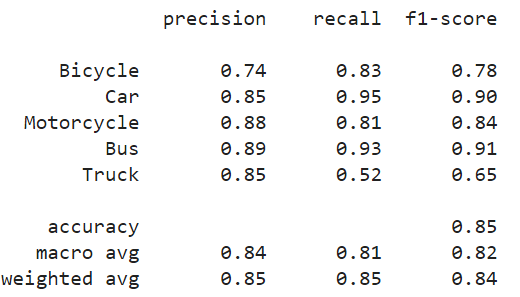 precision recall f1-score
Bicycle 0.74 0.83 0.78
Car 0.85 0.95 0.90
Motorcycle 0.88 0.81 0.84
Bus 0.89 0.93 0.91
Truck 0.85 0.52 0.65
accuracy 0.85
macro avg 0.84 0.81 0.82
weighted avg 0.85 0.85 0.84